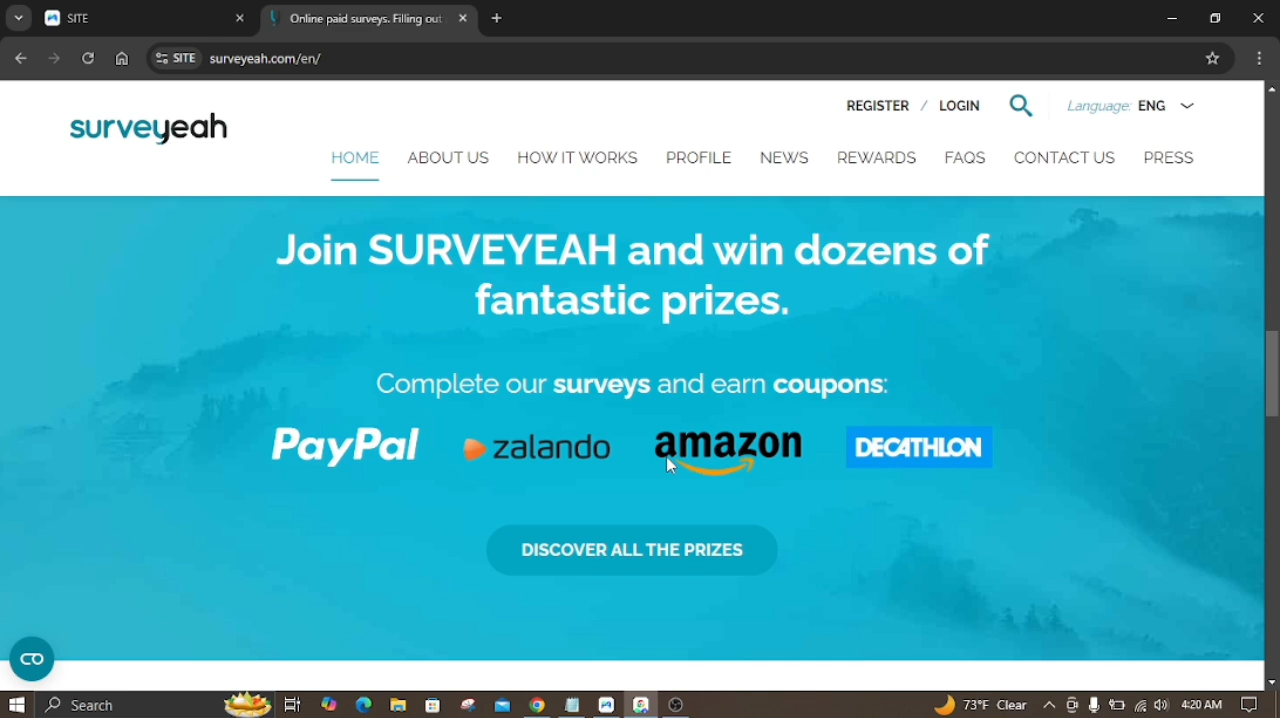 SITE
Online paid surveys. Filling out
SITE
surveyeah.com/en/
REGISTER / LOGIN
Language: ENG
surveyeah
HOME ABOUT US HOW IT WORKS PROFILE NEWS REWARDS FAQS CONTACT US PRESS
Join SURVEYEAH and win dozens of
fantastic prizes.
Complete our surveys and earn coupons:
PayPal zalando amazon DECATHLON
DISCOVER ALL THE PRIZES
Search
73°F Clear
4:20 AM